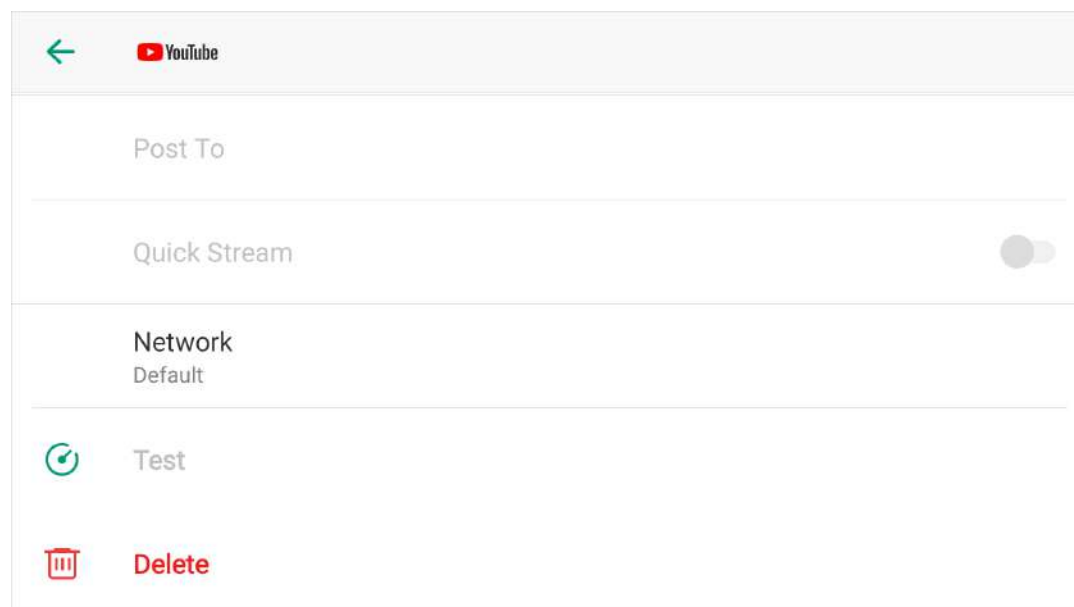 YouTube
Post To
Quick Stream
Network
Default
Test
Delete